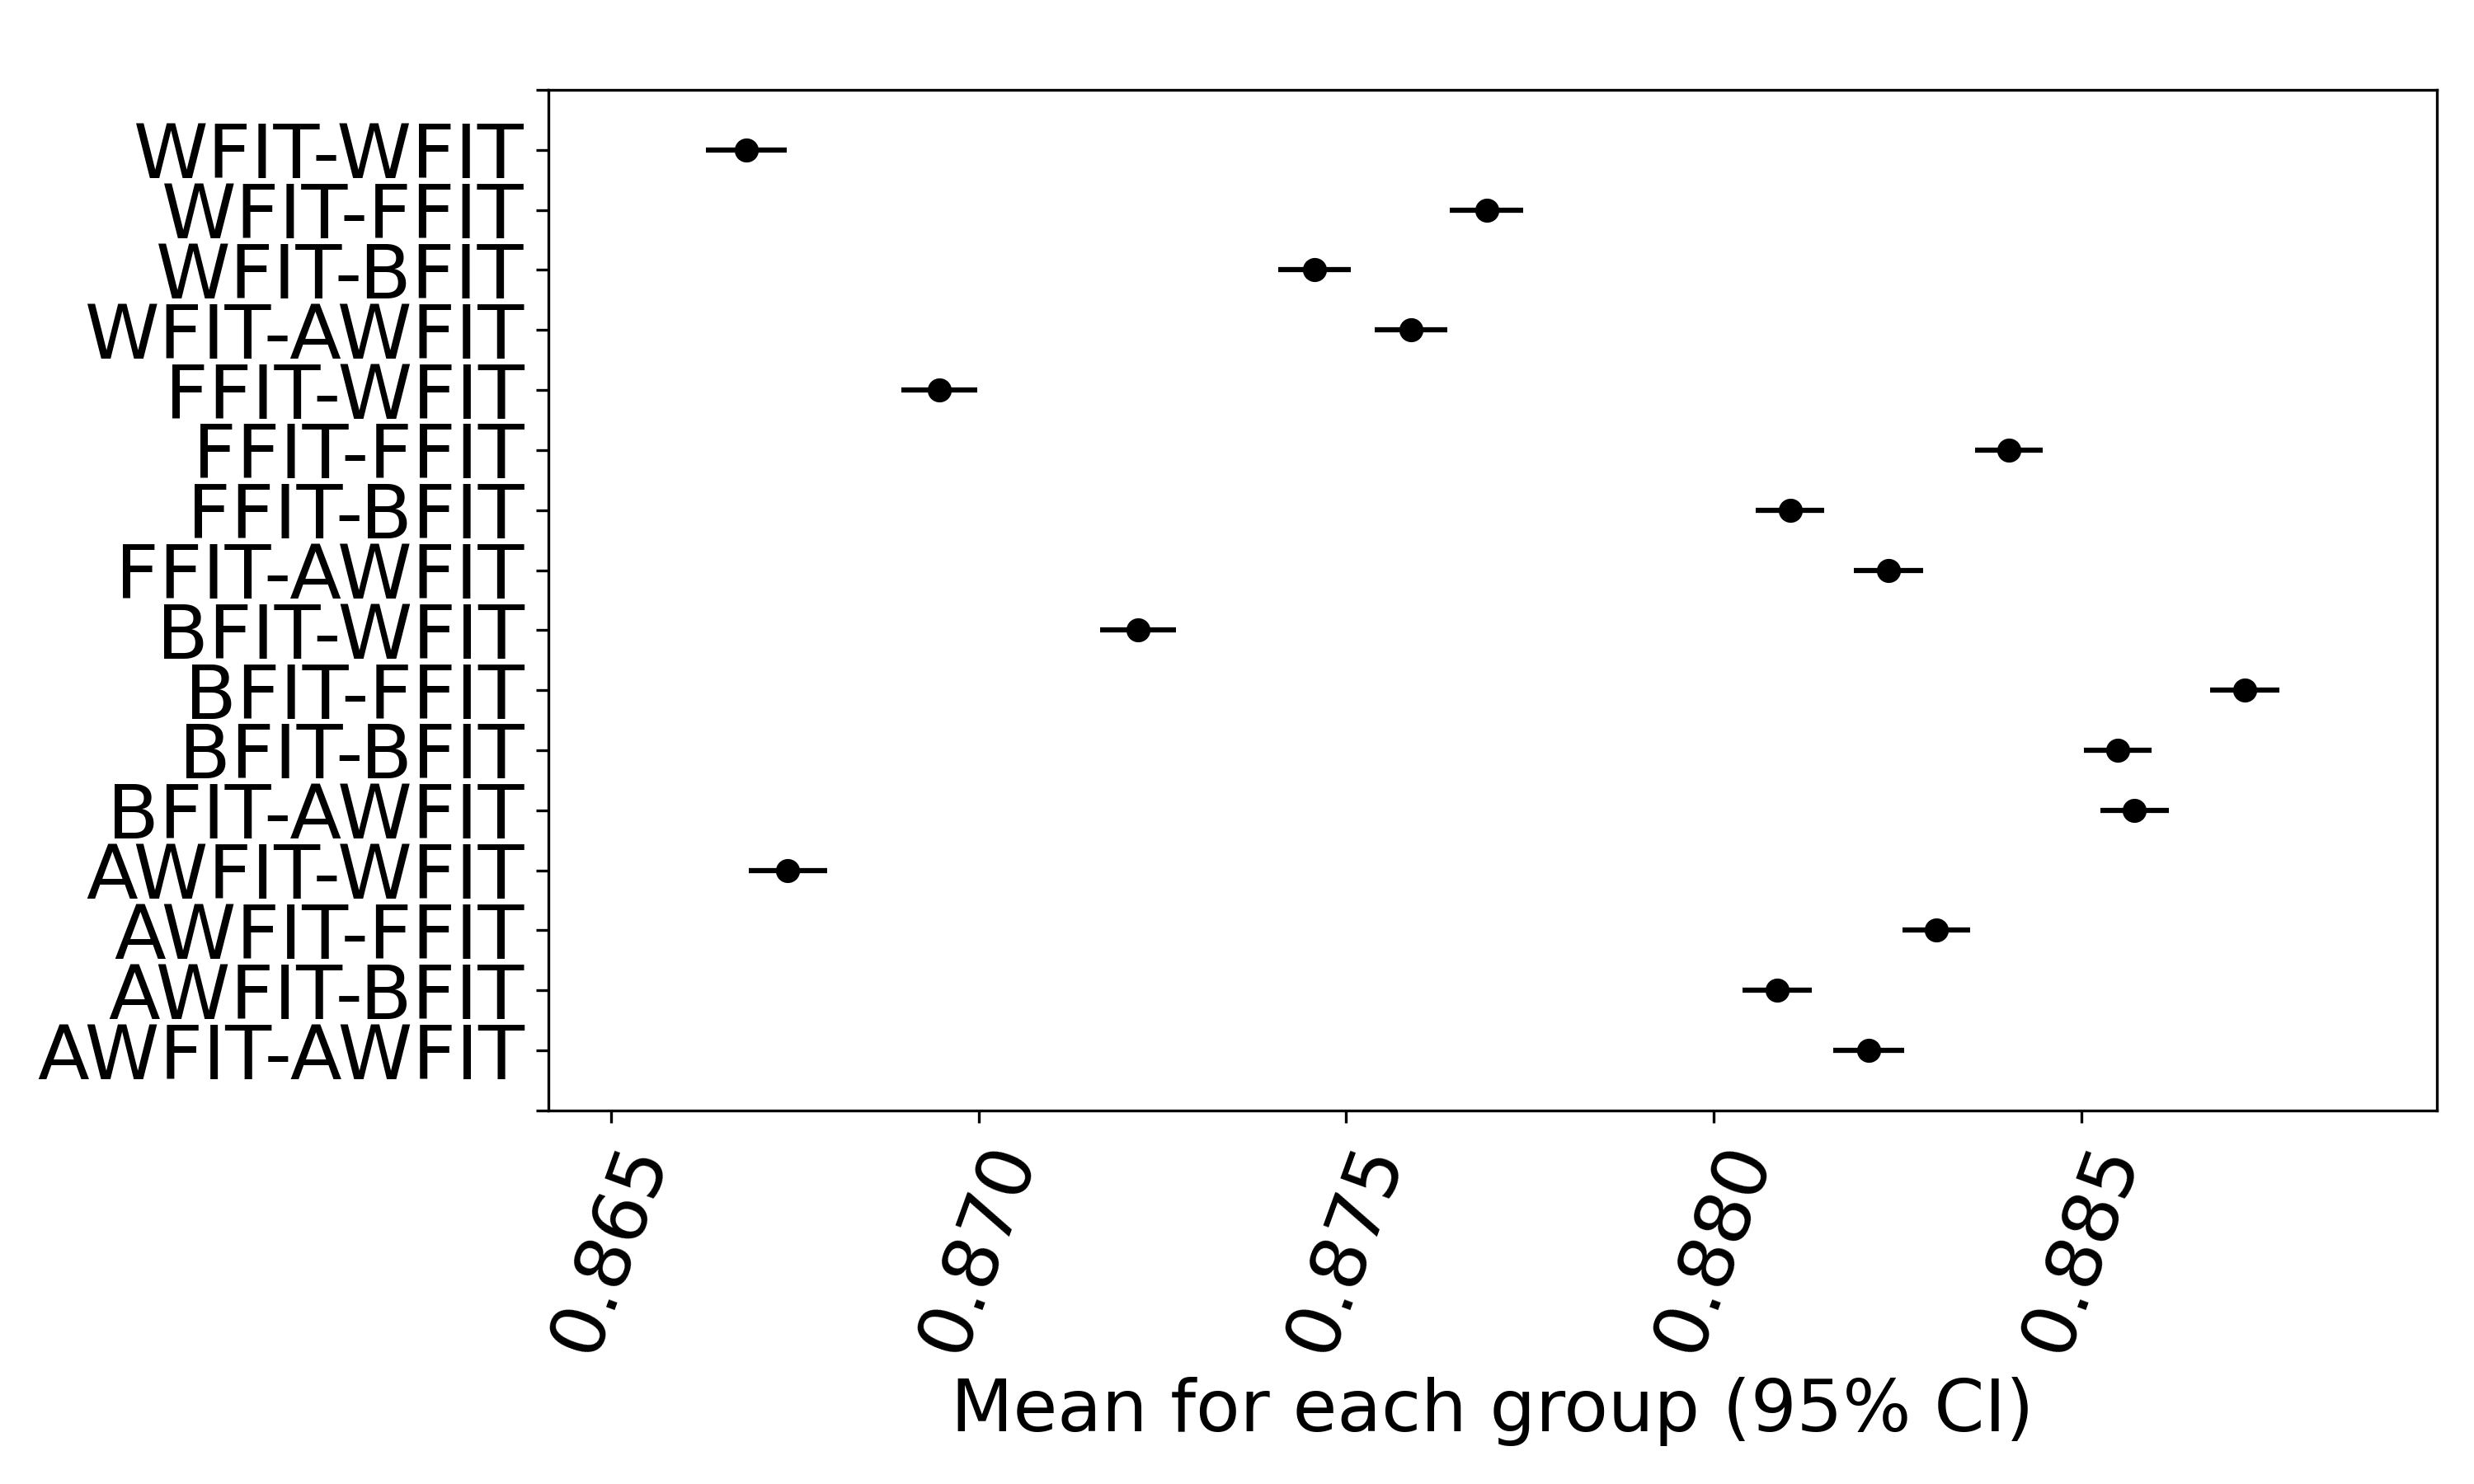 WFIT-WFIT
WFIT-FFIT
WFIT-BFIT
WFIT-AWFIT
FFIT-WFIT
FFIT-FFIT
FFIT-BFIT
FFIT-AWFIT
BFIT-WFIT
BFIT-FFIT
BFIT-BFIT
BFIT-AWFIT
AWFIT-WFIT
AWFIT-FFIT
AWFIT-BFIT
AWFIT-AWFIT
0.865 0.870 0.875 0.880 0.885
Mean for each group (95% CI)